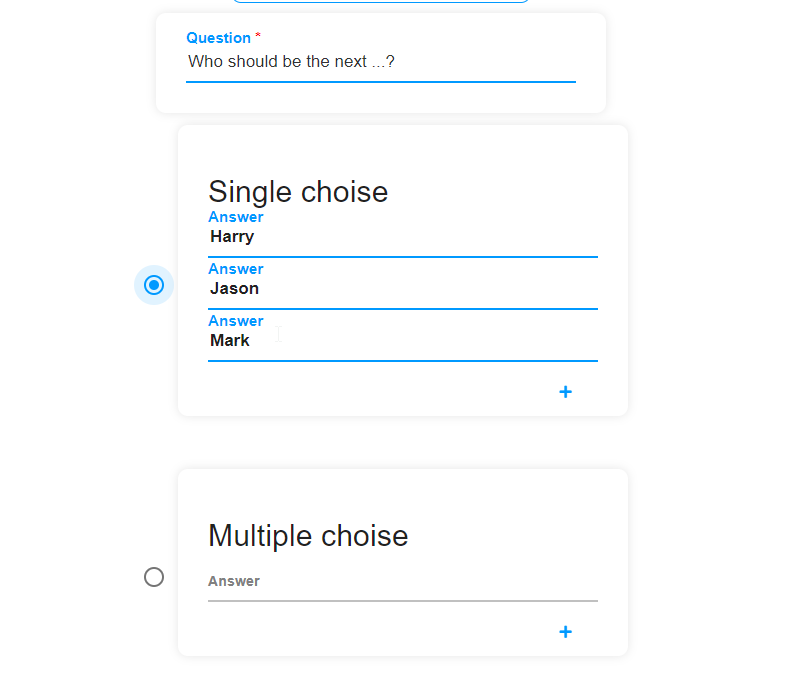 Question *
Who should be the next ...?
Single choise
Answer
Harry
Answer
Jason
Answer
Mark
+
Multiple choise
Answer
+